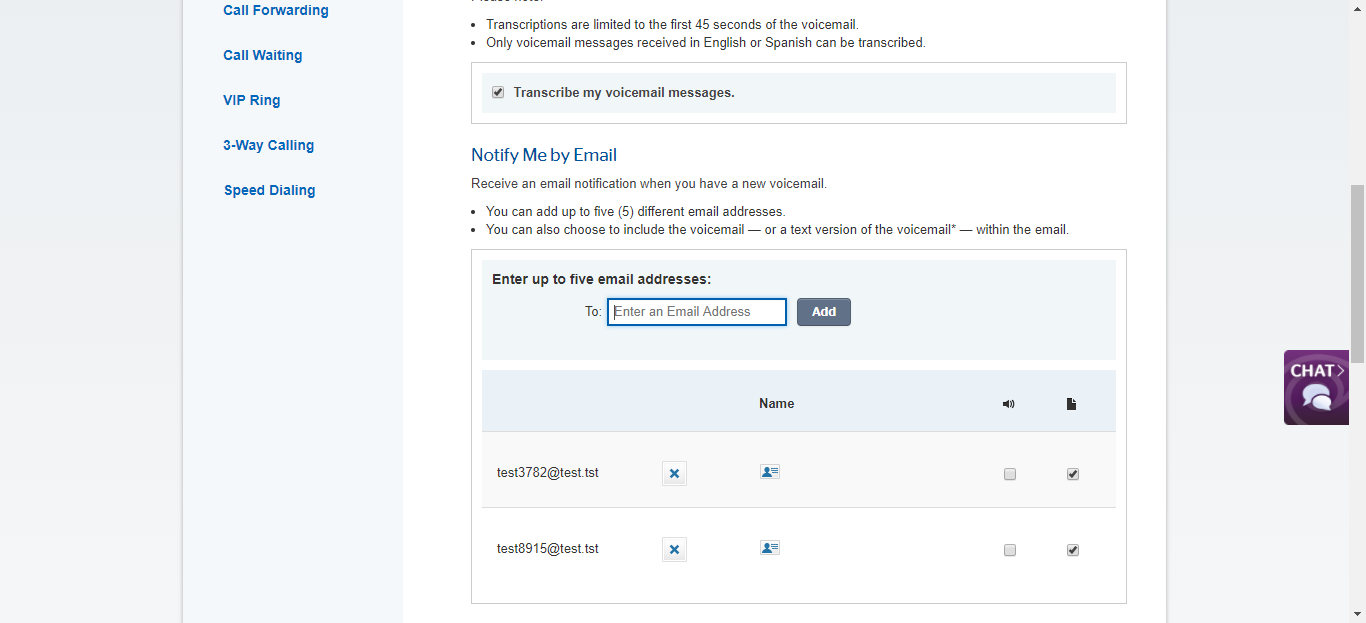 Call Forwarding
Call Waiting
VIP Ring
3-Way Calling
Speed Dialing
Transcriptions are limited to the first 45 seconds of the voicemail.
Only voicemail messages received in English or Spanish can be transcribed.
Transcribe my voicemail messages.
Notify Me by Email
Receive an email notification when you have a new voicemail.
You can add up to five (5) different email addresses.
You can also choose to include the voicemail — or a text version of the voicemail* — within the email.
Enter up to five email addresses:
To: Enter an Email Address Add
Name
test3782@test.tst
test8915@test.tst
CHAT